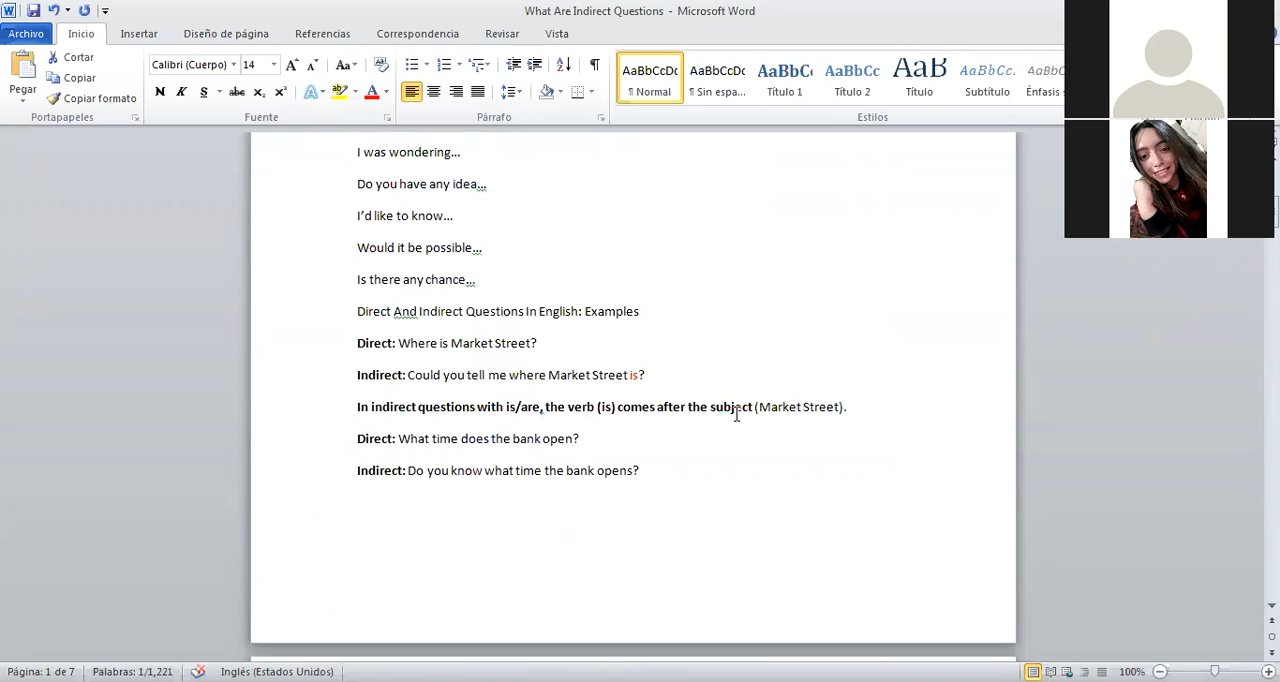 What Are Indirect Questions - Microsoft Word
Archivo Inicio Insertar Diseño de página Referencias Correspondencia Revisar Vista
Cortar
Copiar
Copiar formato
Pegar
Portapapeles
Calibri (Cuerpo) 14
Fuente
Párrafo
AaBbCcDc AaBbCcDc AaBbC AaBbCc AaB AaBbCc. AaBbCc
¶ Normal ¶ Sin espa... Título 1 Título 2 Título Subtítulo Énfasis
Estilos
I was wondering...
Do you have any idea...
I'd like to know...
Would it be possible...
Is there any chance...
Direct And Indirect Questions In English: Examples
Direct: Where is Market Street?
Indirect: Could you tell me where Market Street is?
In indirect questions with is/are, the verb (is) comes after the subject (Market Street).
Direct: What time does the bank open?
Indirect: Do you know what time the bank opens?
Página: 1 de 7 Palabras: 1/1,221 Inglés (Estados Unidos) 100%